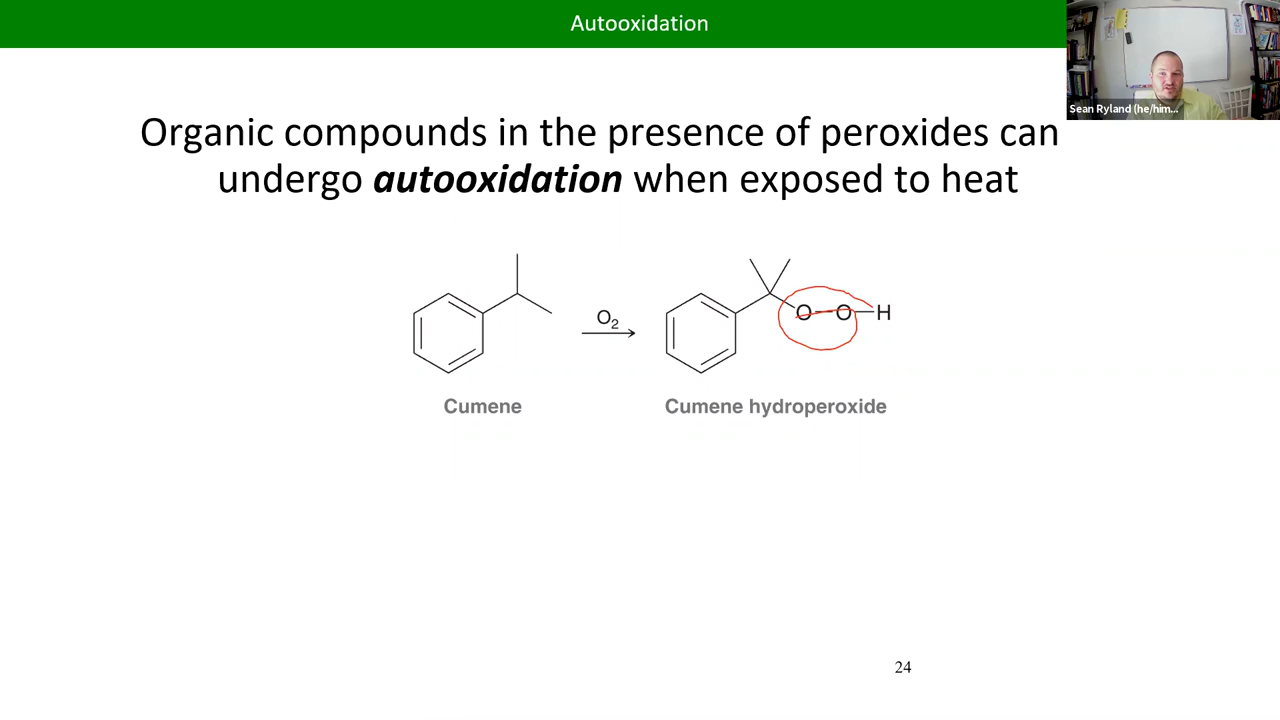 Autooxidation
Sean Ryland (he/him...
Organic compounds in the presence of peroxides can
undergo autooxidation when exposed to heat
O2
O
O
H
Cumene
Cumene hydroperoxide
24